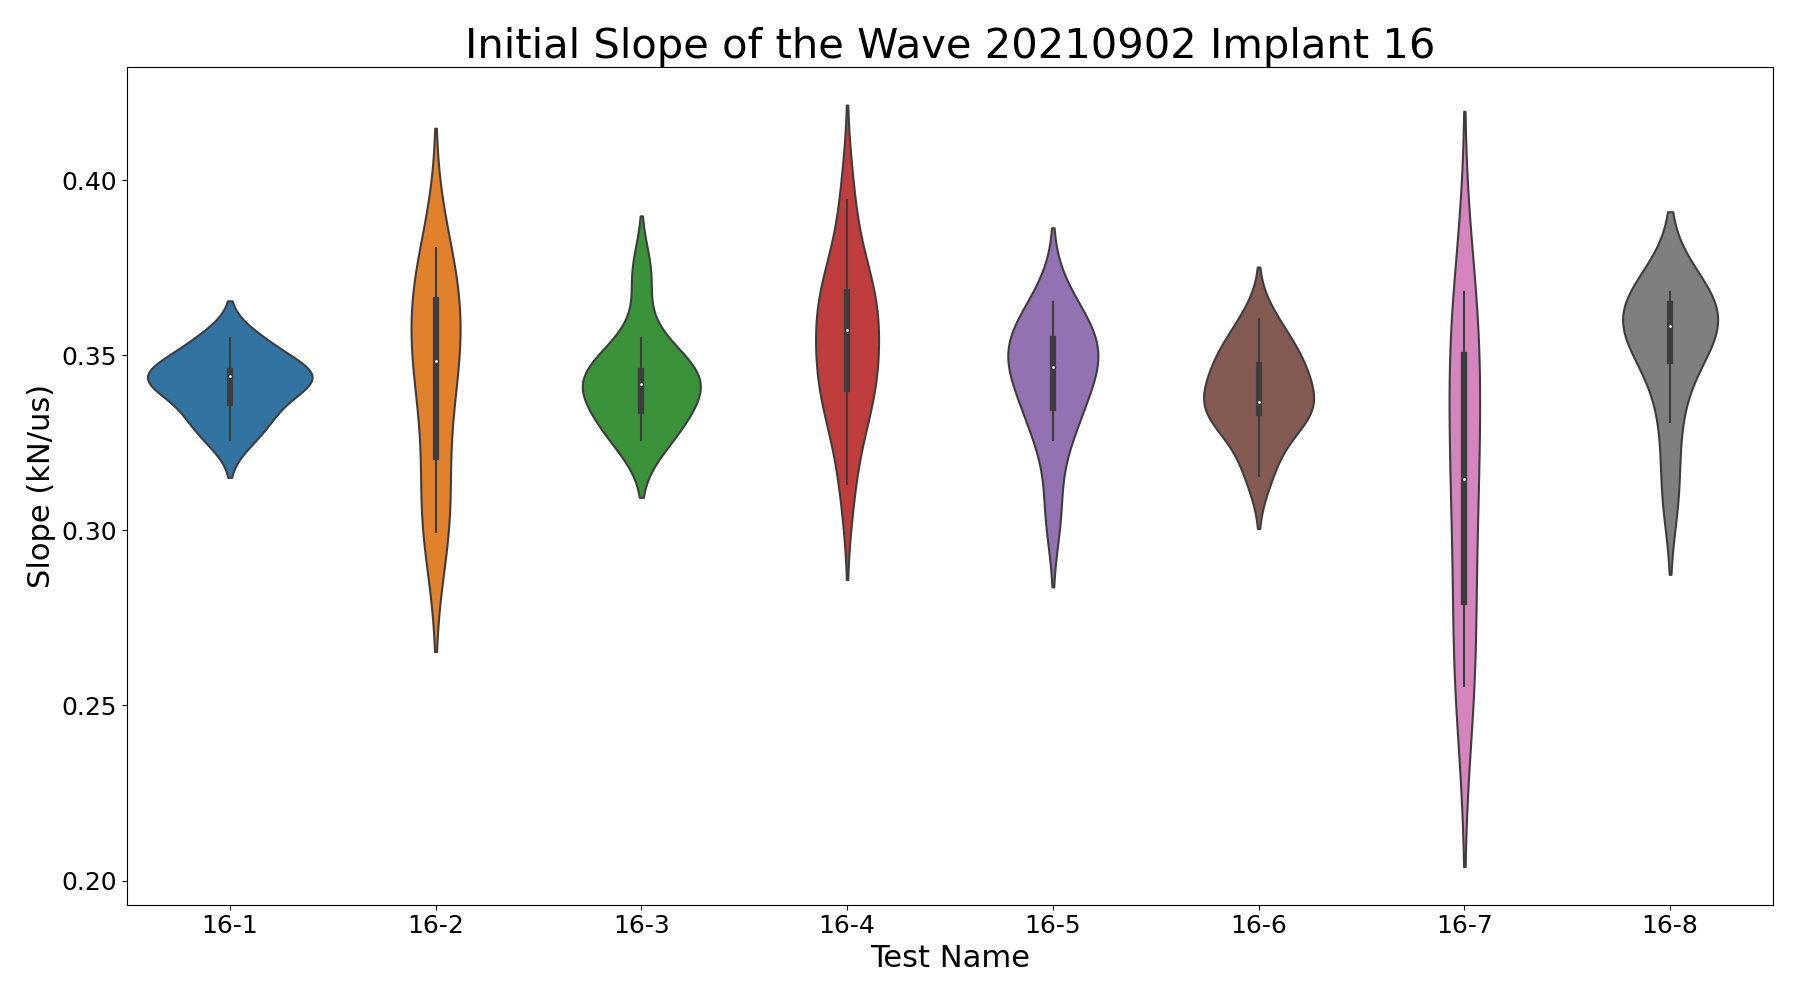 Initial Slope of the Wave 20210902 Implant 16
0.40
0.35
0.30
0.25
0.20
Slope (kN/us)
16-1 16-2 16-3 16-4 16-5 16-6 16-7 16-8
Test Name